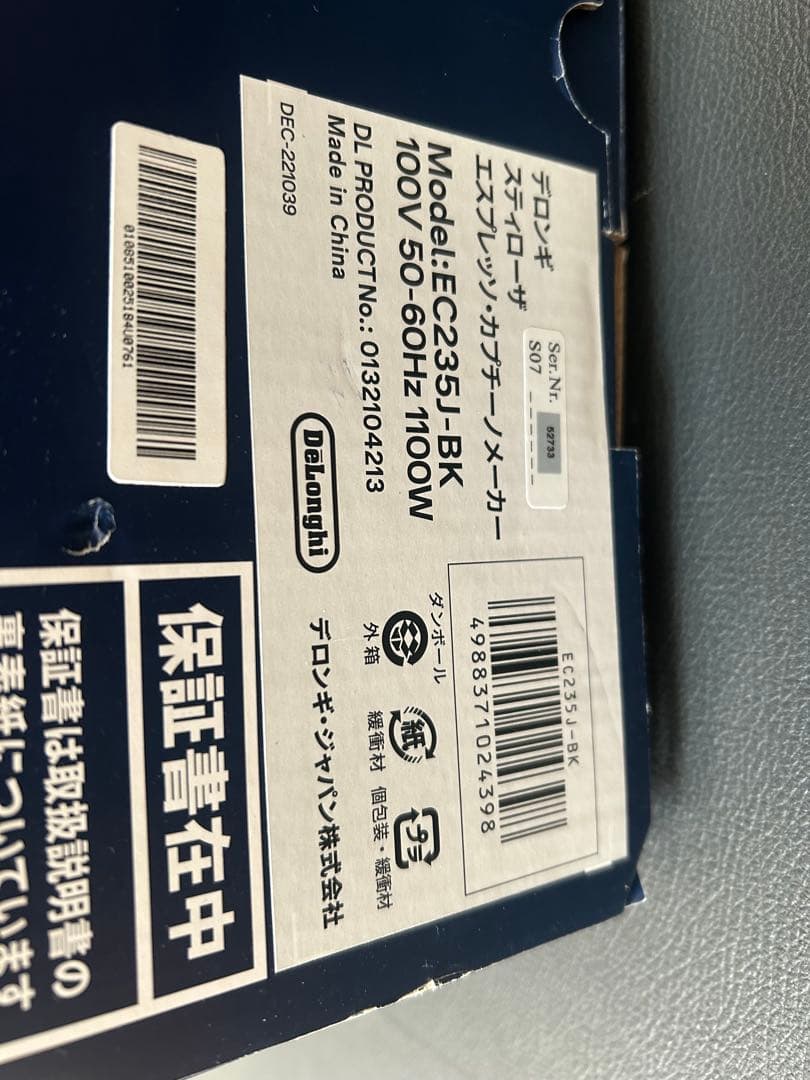 デロンギ
スティローザ
エスプレッソ・カプチーノメーカー
Model:EC235J-BK
100V 50-60Hz 1100W
DL PRODUCT No.: 0132104213
Made in China
DEC-221039
Ser.Nr.
52733
S07 _ _ _ _ _ _
DeLonghi
EC235J-BK
4988371024398
ダンボール
外箱
紙
緩衝材
プラ
個包装・緩衝材
デロンギ・ジャパン株式会社
01085100251B4U0761
保証書在中
保証書は取扱説明書の
裏表紙についています